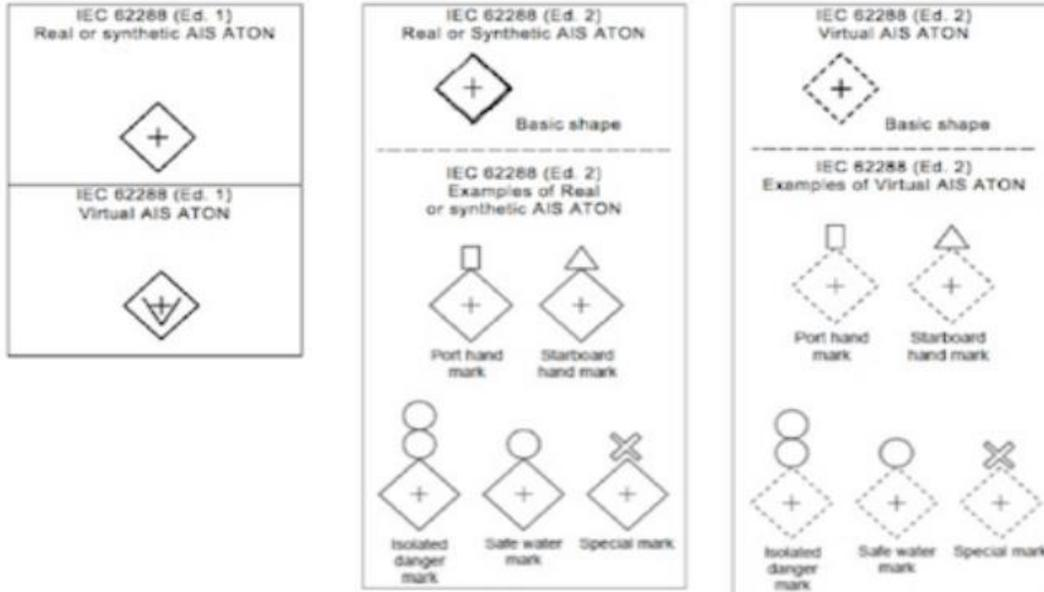 IEC 62288 (Ed. 1)
Real or synthetic AIS ATON
IEC 62288 (Ed. 1)
Virtual AIS ATON
IEC 62288 (Ed. 2)
Real or Synthetic AIS ATON
Basic shape
IEC 62288 (Ed. 2)
Examples of Real
or synthetic AIS ATON
Port hand
mark
Starboard
hand mark
Isolated
danger
mark
Safe water
mark
Special mark
IEC 62288 (Ed. 2)
Virtual AIS ATON
Basic shape
IEC 62288 (Ed. 2)
Examples of Virtual AIS ATON
Port hand
mark
Starboard
hand mark
Isolated
danger
mark
Safe water
mark
Special mark